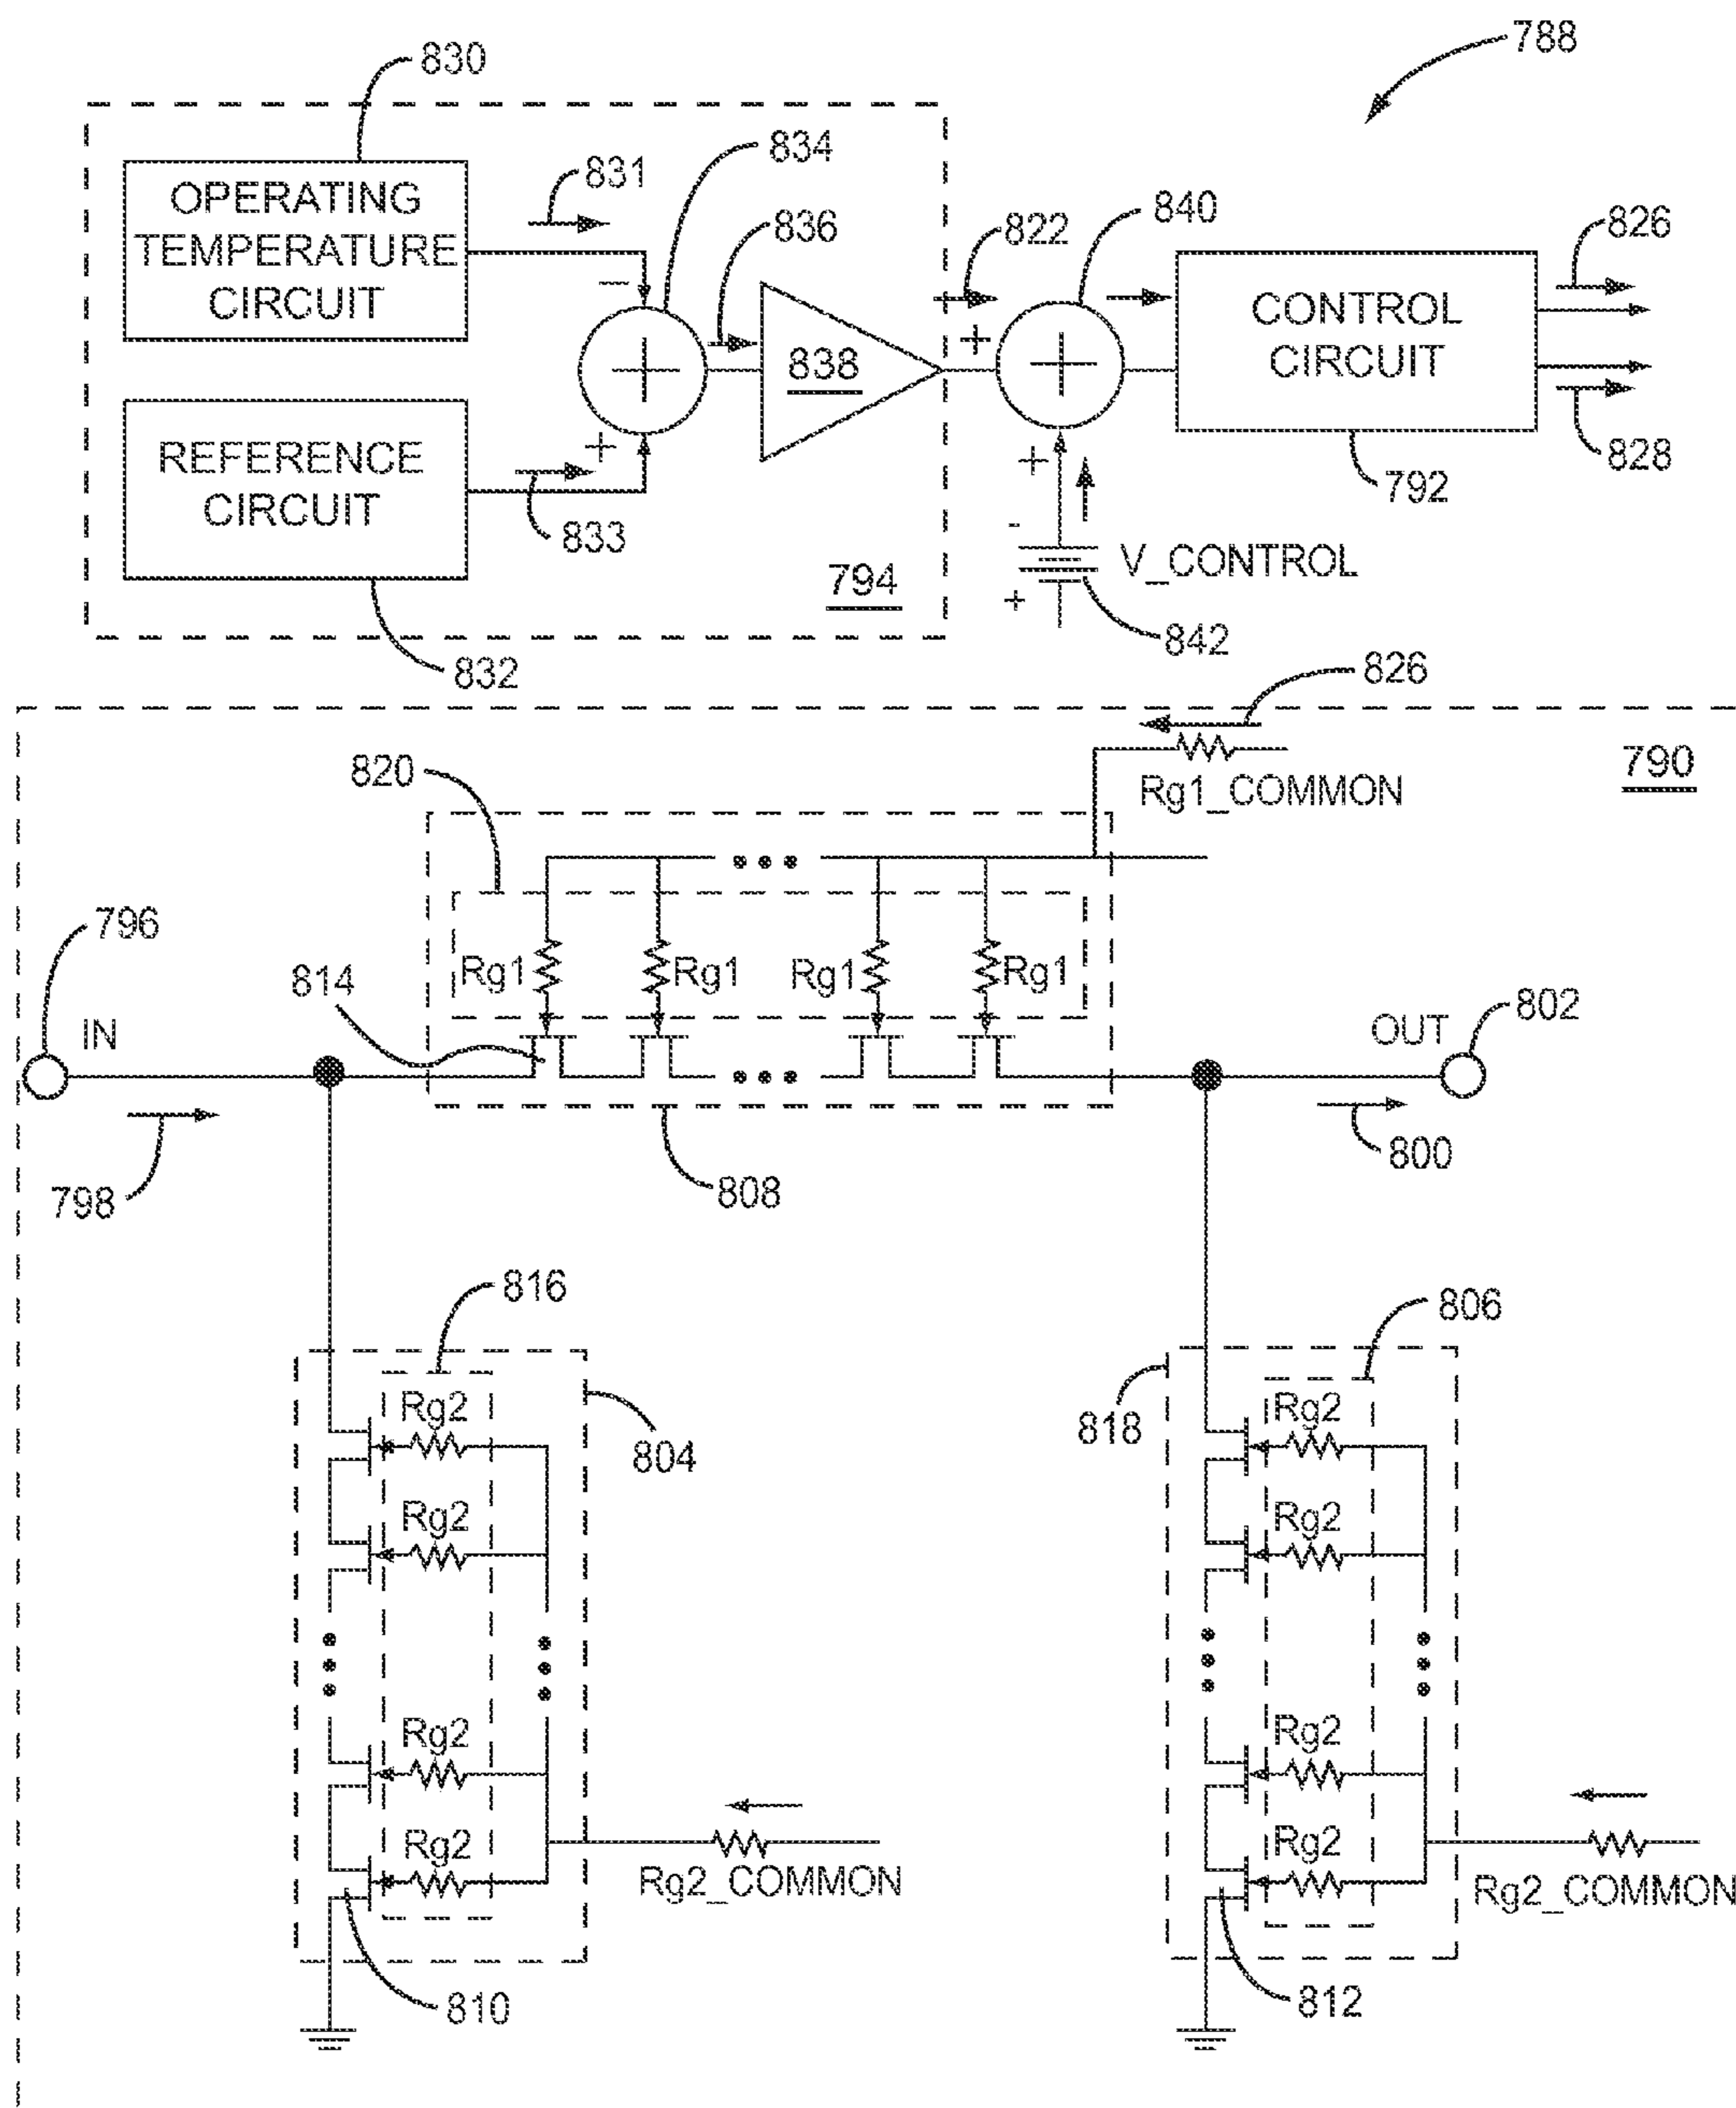 788
830
834
831
OPERATING
TEMPERATURE
CIRCUIT
836
822
840
826
−
+
+
838
CONTROL
CIRCUIT
+
REFERENCE
CIRCUIT
+
833
+
-
V_CONTROL
+
792
828
794
842
832
826
790
820
Rg1_COMMON
796
Rg1
Rg1
Rg1
Rg1
814
802
IN
OUT
798
808
800
816
806
804
818
Rg2
Rg2
Rg2
Rg2
Rg2
Rg2
Rg2
Rg2
Rg2_COMMON
Rg2_COMMON
810
812